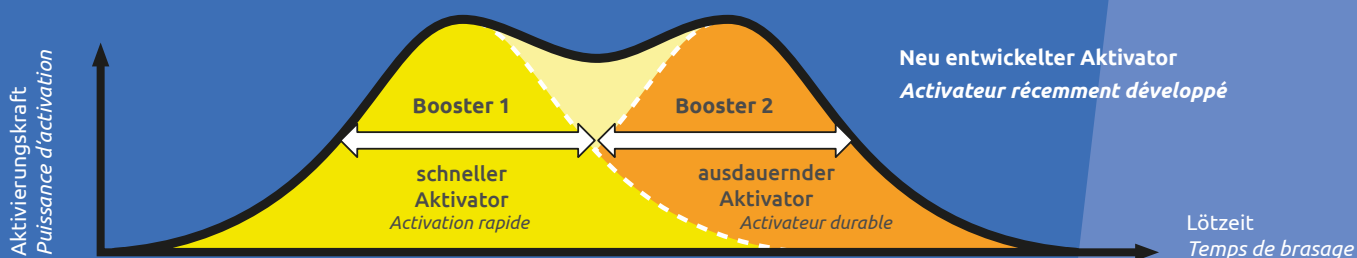 Aktivierungskraft
Puissance d'activation
Booster 1
schneller
Aktivator
Activation rapide
Booster 2
ausdauernder
Aktivator
Activateur durable
Neu entwickelter Aktivator
Activateur récemment développé
Lötzeit
Temps de brasage